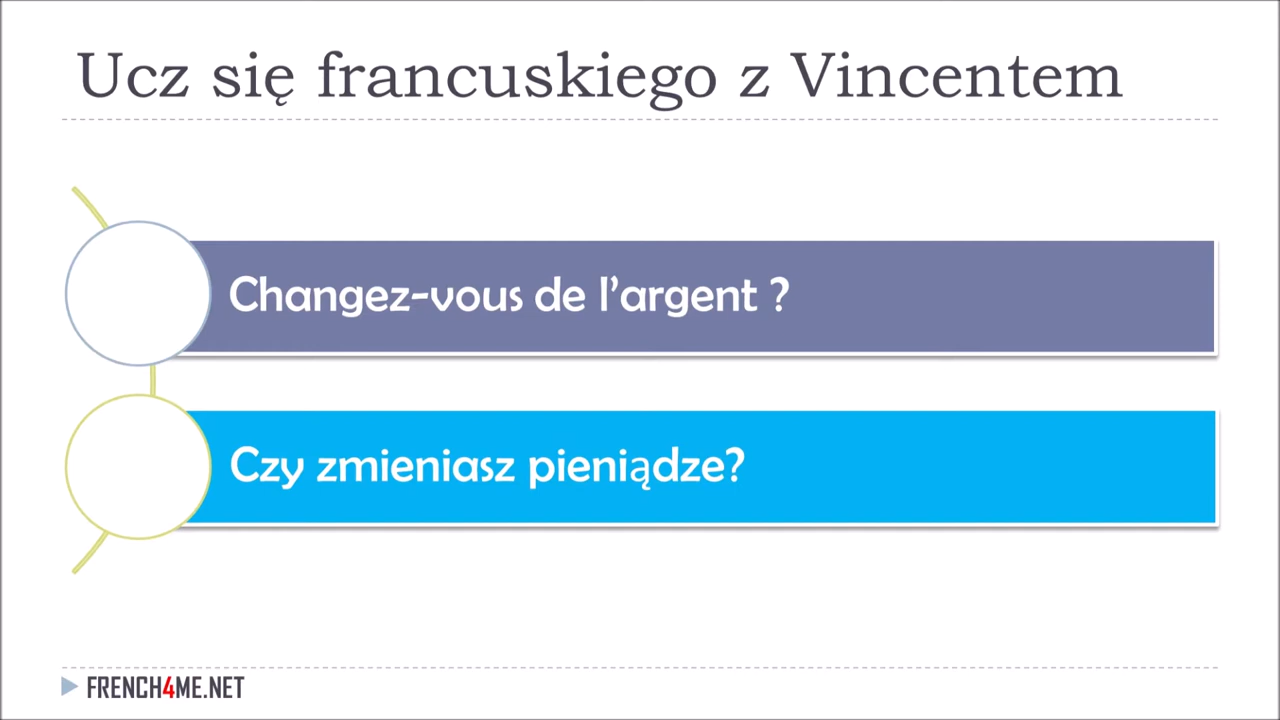 Ucz się francuskiego z Vincentem
Changez-vous de l’argent ?
Czy zmieniasz pieniądze?
FRENCH4ME.NET